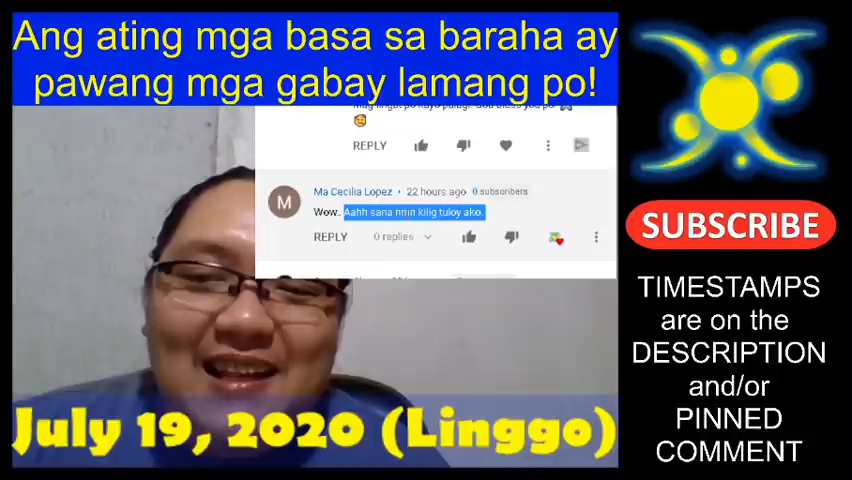 Ang ating mga basa sa baraha ay
pawang mga gabay lamang po!
REPLY
Ma Cecilia Lopez • 22 hours ago 0 subscribers
Wow.. Aahh sana kilig tuloy ako.
REPLY 0 replies
M
SUBSCRIBE
TIMESTAMPS
are on the
DESCRIPTION
and/or
PINNED
COMMENT
July 19, 2020 (Linggo)